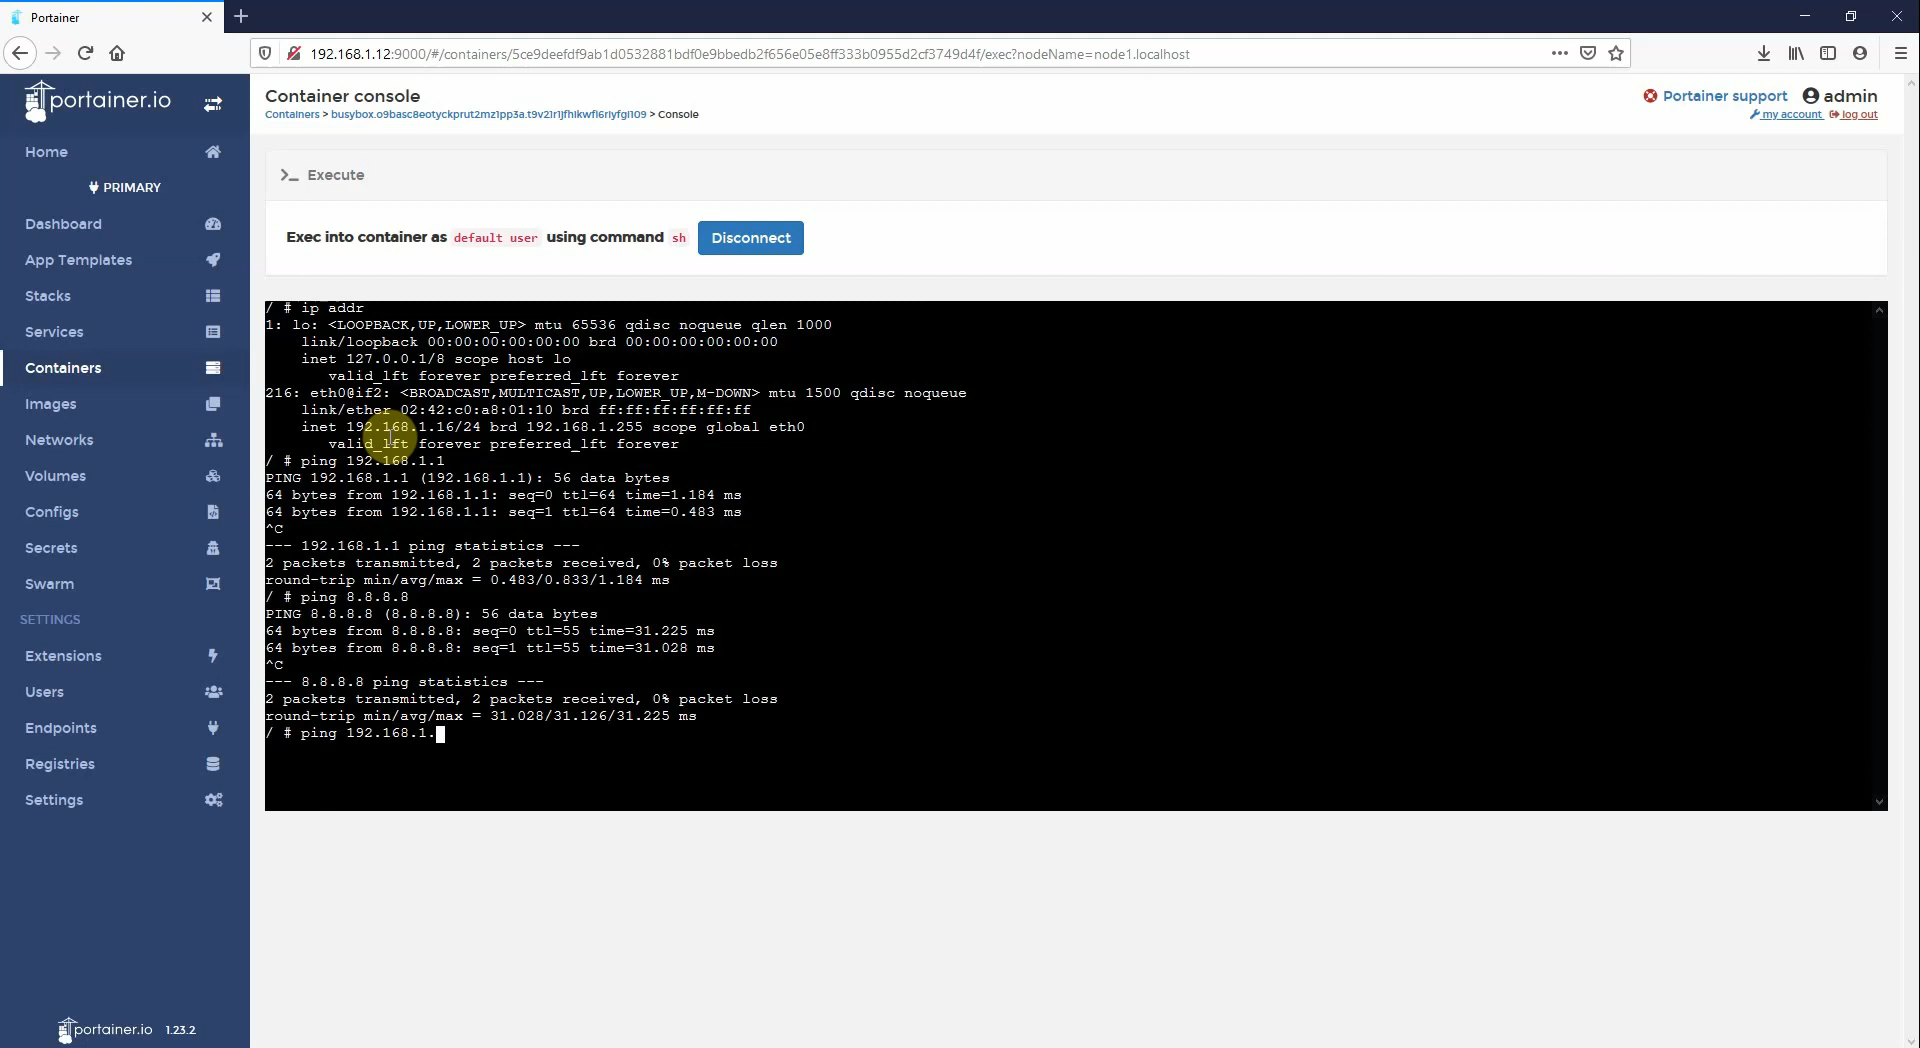 Portainer
192.168.1.12:9000/#/containers/5ce9deefdf9ab1d0532881bdf0e9bbedb2f656e05e8ff333b0955d2cf3749d4f/exec?nodeName=node1.localhost
portainer.io
Container console
Portainer support admin
Containers > busybox.o9basc8eotyckprut2mz1pp3a.t9v21r1jfhlkwfl6rlyfgl109 > Console
my account log out
Home
PRIMARY
Dashboard
App Templates
Stacks
Services
Containers
Images
Networks
Volumes
Configs
Secrets
Swarm
SETTINGS
Extensions
Users
Endpoints
Registries
Settings
portainer.io 1.23.2
>_ Execute
Exec into container as default user using command sh Disconnect
/ # ip addr
1: lo: <LOOPBACK,UP,LOWER_UP> mtu 65536 qdisc noqueue qlen 1000
link/loopback 00:00:00:00:00:00 brd 00:00:00:00:00:00
inet 127.0.0.1/8 scope host lo
valid_lft forever preferred_lft forever
216: eth0@if2: <BROADCAST,MULTICAST,UP,LOWER_UP,M-DOWN> mtu 1500 qdisc noqueue
link/ether 02:42:c0:a8:01:10 brd ff:ff:ff:ff:ff:ff
inet 192.168.1.16/24 brd 192.168.1.255 scope global eth0
valid_lft forever preferred_lft forever
/ # ping 192.168.1.1
PING 192.168.1.1 (192.168.1.1): 56 data bytes
64 bytes from 192.168.1.1: seq=0 ttl=64 time=1.184 ms
64 bytes from 192.168.1.1: seq=1 ttl=64 time=0.483 ms
^C
--- 192.168.1.1 ping statistics ---
2 packets transmitted, 2 packets received, 0% packet loss
round-trip min/avg/max = 0.483/0.833/1.184 ms
/ # ping 8.8.8.8
PING 8.8.8.8 (8.8.8.8): 56 data bytes
64 bytes from 8.8.8.8: seq=0 ttl=55 time=31.225 ms
64 bytes from 8.8.8.8: seq=1 ttl=55 time=31.028 ms
^C
--- 8.8.8.8 ping statistics ---
2 packets transmitted, 2 packets received, 0% packet loss
round-trip min/avg/max = 31.028/31.126/31.225 ms
/ # ping 192.168.1.